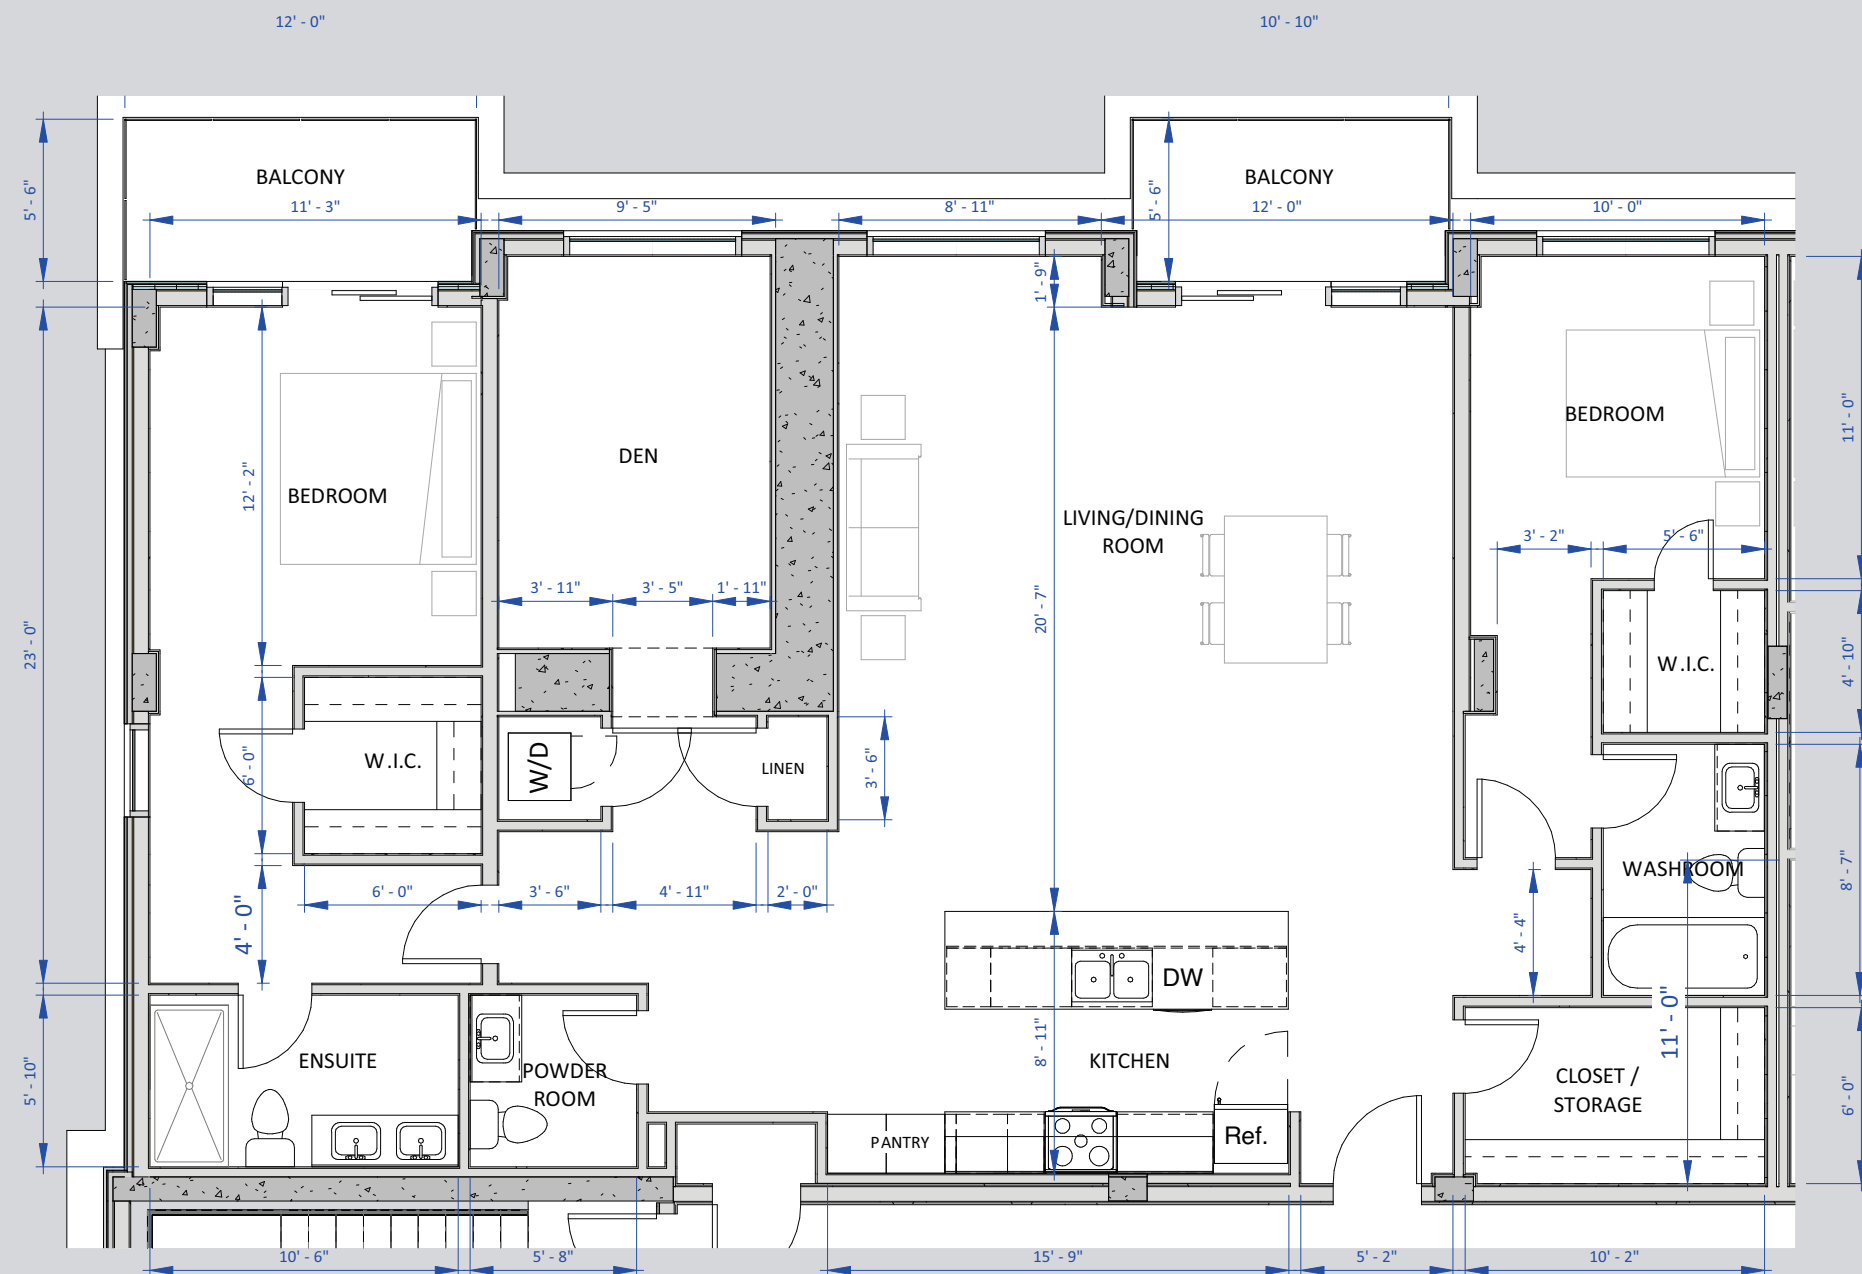 12' - 0"
10' - 10"
BALCONY
BALCONY
5' - 6"
5' - 6"
11' - 3"
9' - 5"
8' - 11"
12' - 0"
10' - 0"
1' - 9"
BEDROOM
11' - 0"
DEN
12' - 2"
BEDROOM
LIVING/DINING
ROOM
3' - 2"
5' - 6"
3' - 11"
3' - 5"
1' - 11"
20' - 7"
23' - 0"
W.I.C.
4' - 10"
W.I.C.
6' - 0"
W/D
LINEN
3' - 6"
WASHROOM
8' - 7"
6' - 0"
3' - 6"
4' - 11"
2' - 0"
4' - 0"
4' - 4"
DW
11' - 0"
8' - 11"
ENSUITE
KITCHEN
POWDER
ROOM
CLOSET /
STORAGE
5' - 10"
6' - 0"
PANTRY
Ref.
10' - 6"
5' - 8"
15' - 9"
5' - 2"
10' - 2"